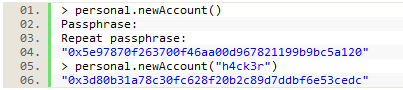 01. > personal.newAccount()
02. Passphrase:
03. Repeat passphrase:
04. "0x5e97870f263700f46aa00d967821199b9bc5a120"
05. > personal.newAccount("h4ck3r")
06. "0x3d80b31a78c30fc628f20b2c89d7ddbf6e53cedc"